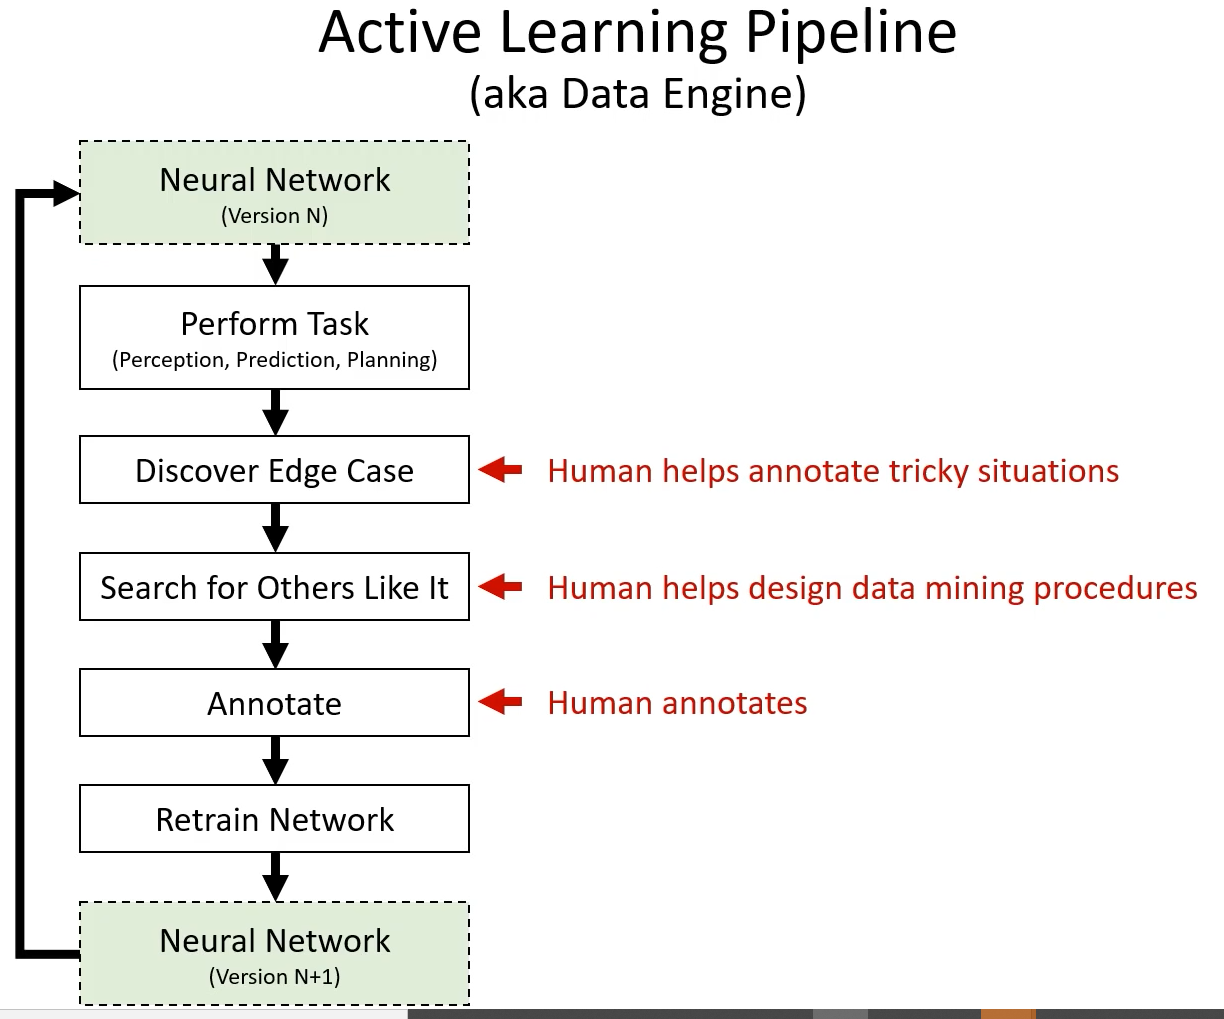 Active Learning Pipeline
(aka Data Engine)
Neural Network
(Version N)
Perform Task
(Perception, Prediction, Planning)
Discover Edge Case
Human helps annotate tricky situations
Search for Others Like It
Human helps design data mining procedures
Annotate
Human annotates
Retrain Network
Neural Network
(Version N+1)